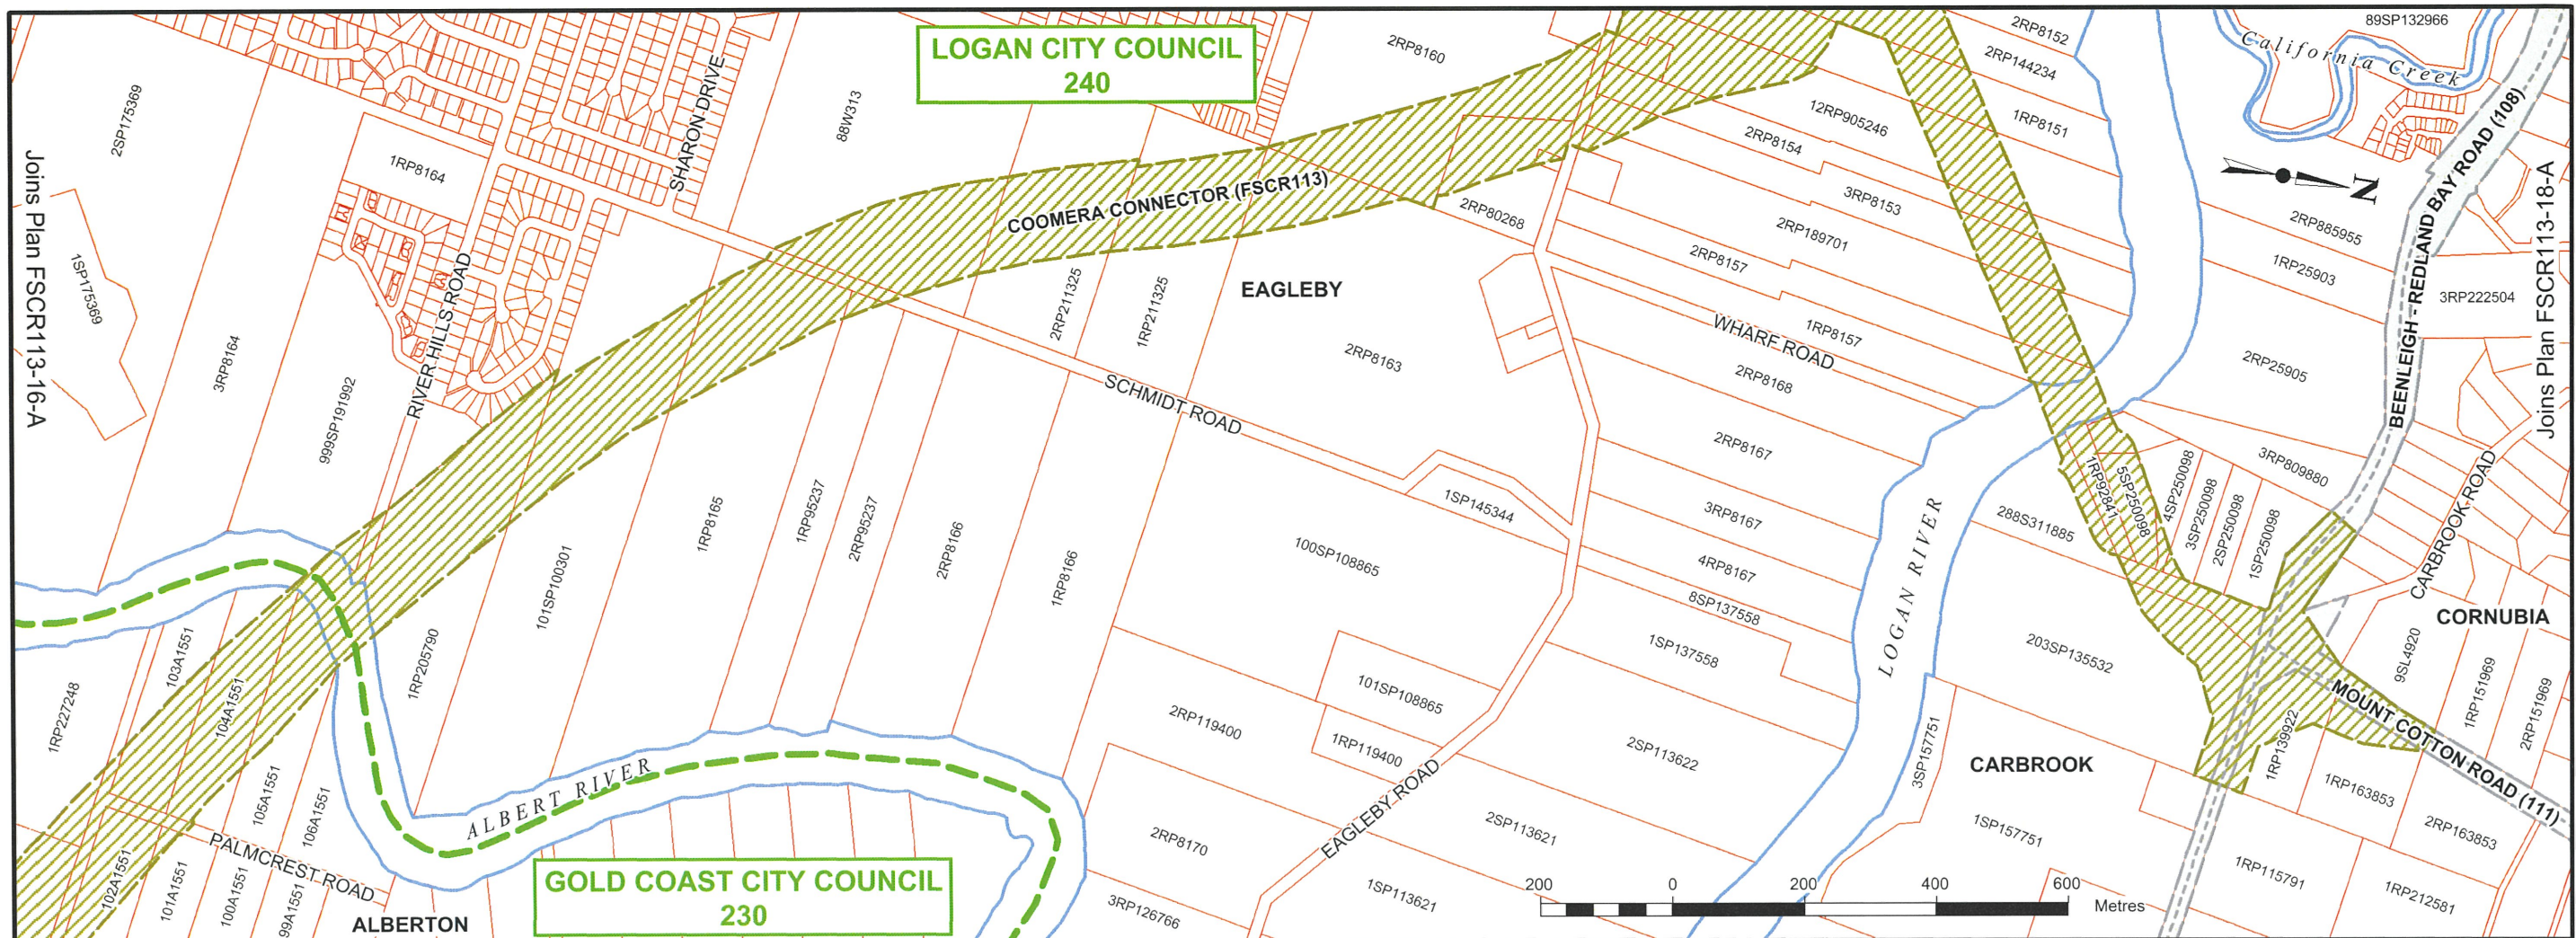 LOGAN CITY COUNCIL
240
2RP8160
2RP8152
2RP144234
89SP132966
California Creek
2SP175369
SHARON DRIVE
88W313
12RP905246
1RP8151
BEENLEIGH - REDLAND BAY ROAD (108)
Joins Plan FSCR113-16-A
1RP8164
2RP8154
3RP8153
N
Joins Plan FSCR113-18-A
COOMERA CONNECTOR (FSCR113)
2RP80268
2RP189701
2RP885955
1SP175369
RIVER HILLS ROAD
2RP211325
1RP211325
EAGLEBY
2RP8157
1RP25903
3RP222504
3RP8164
2RP8163
WHARF ROAD
1RP8157
2RP25905
999SP191992
SCHMIDT ROAD
2RP8168
2RP8167
3RP809880
1SP145344
3RP8167
1RP92841
5SP250098
4SP250098
3SP250098
2SP250098
1SP250098
CARBROOK ROAD
1RP8165
1RP95237
2RP95237
2RP8166
1RP8166
101SP100301
100SP108865
4RP8167
8SP137558
288S311885
LOGAN RIVER
CORNUBIA
103A1551
1RP205790
1SP137558
203SP135532
9SL4920
1RP227248
104A1551
101SP108865
1RP151969
2RP151969
2RP119400
1RP119400
2SP113622
3SP157751
CARBROOK
1RP139922
MOUNT COTTON ROAD (111)
105A1551
106A1551
ALBERT RIVER
EAGLEBY ROAD
1RP163853
2RP163853
PALMCREST ROAD
2RP8170
2SP113621
1SP157751
102A1551
101A1551
100A1551
99A1551
GOLD COAST CITY COUNCIL
230
ALBERTON
3RP126766
1SP113621
200 0 200 400 600
Metres
1RP115791
1RP212581